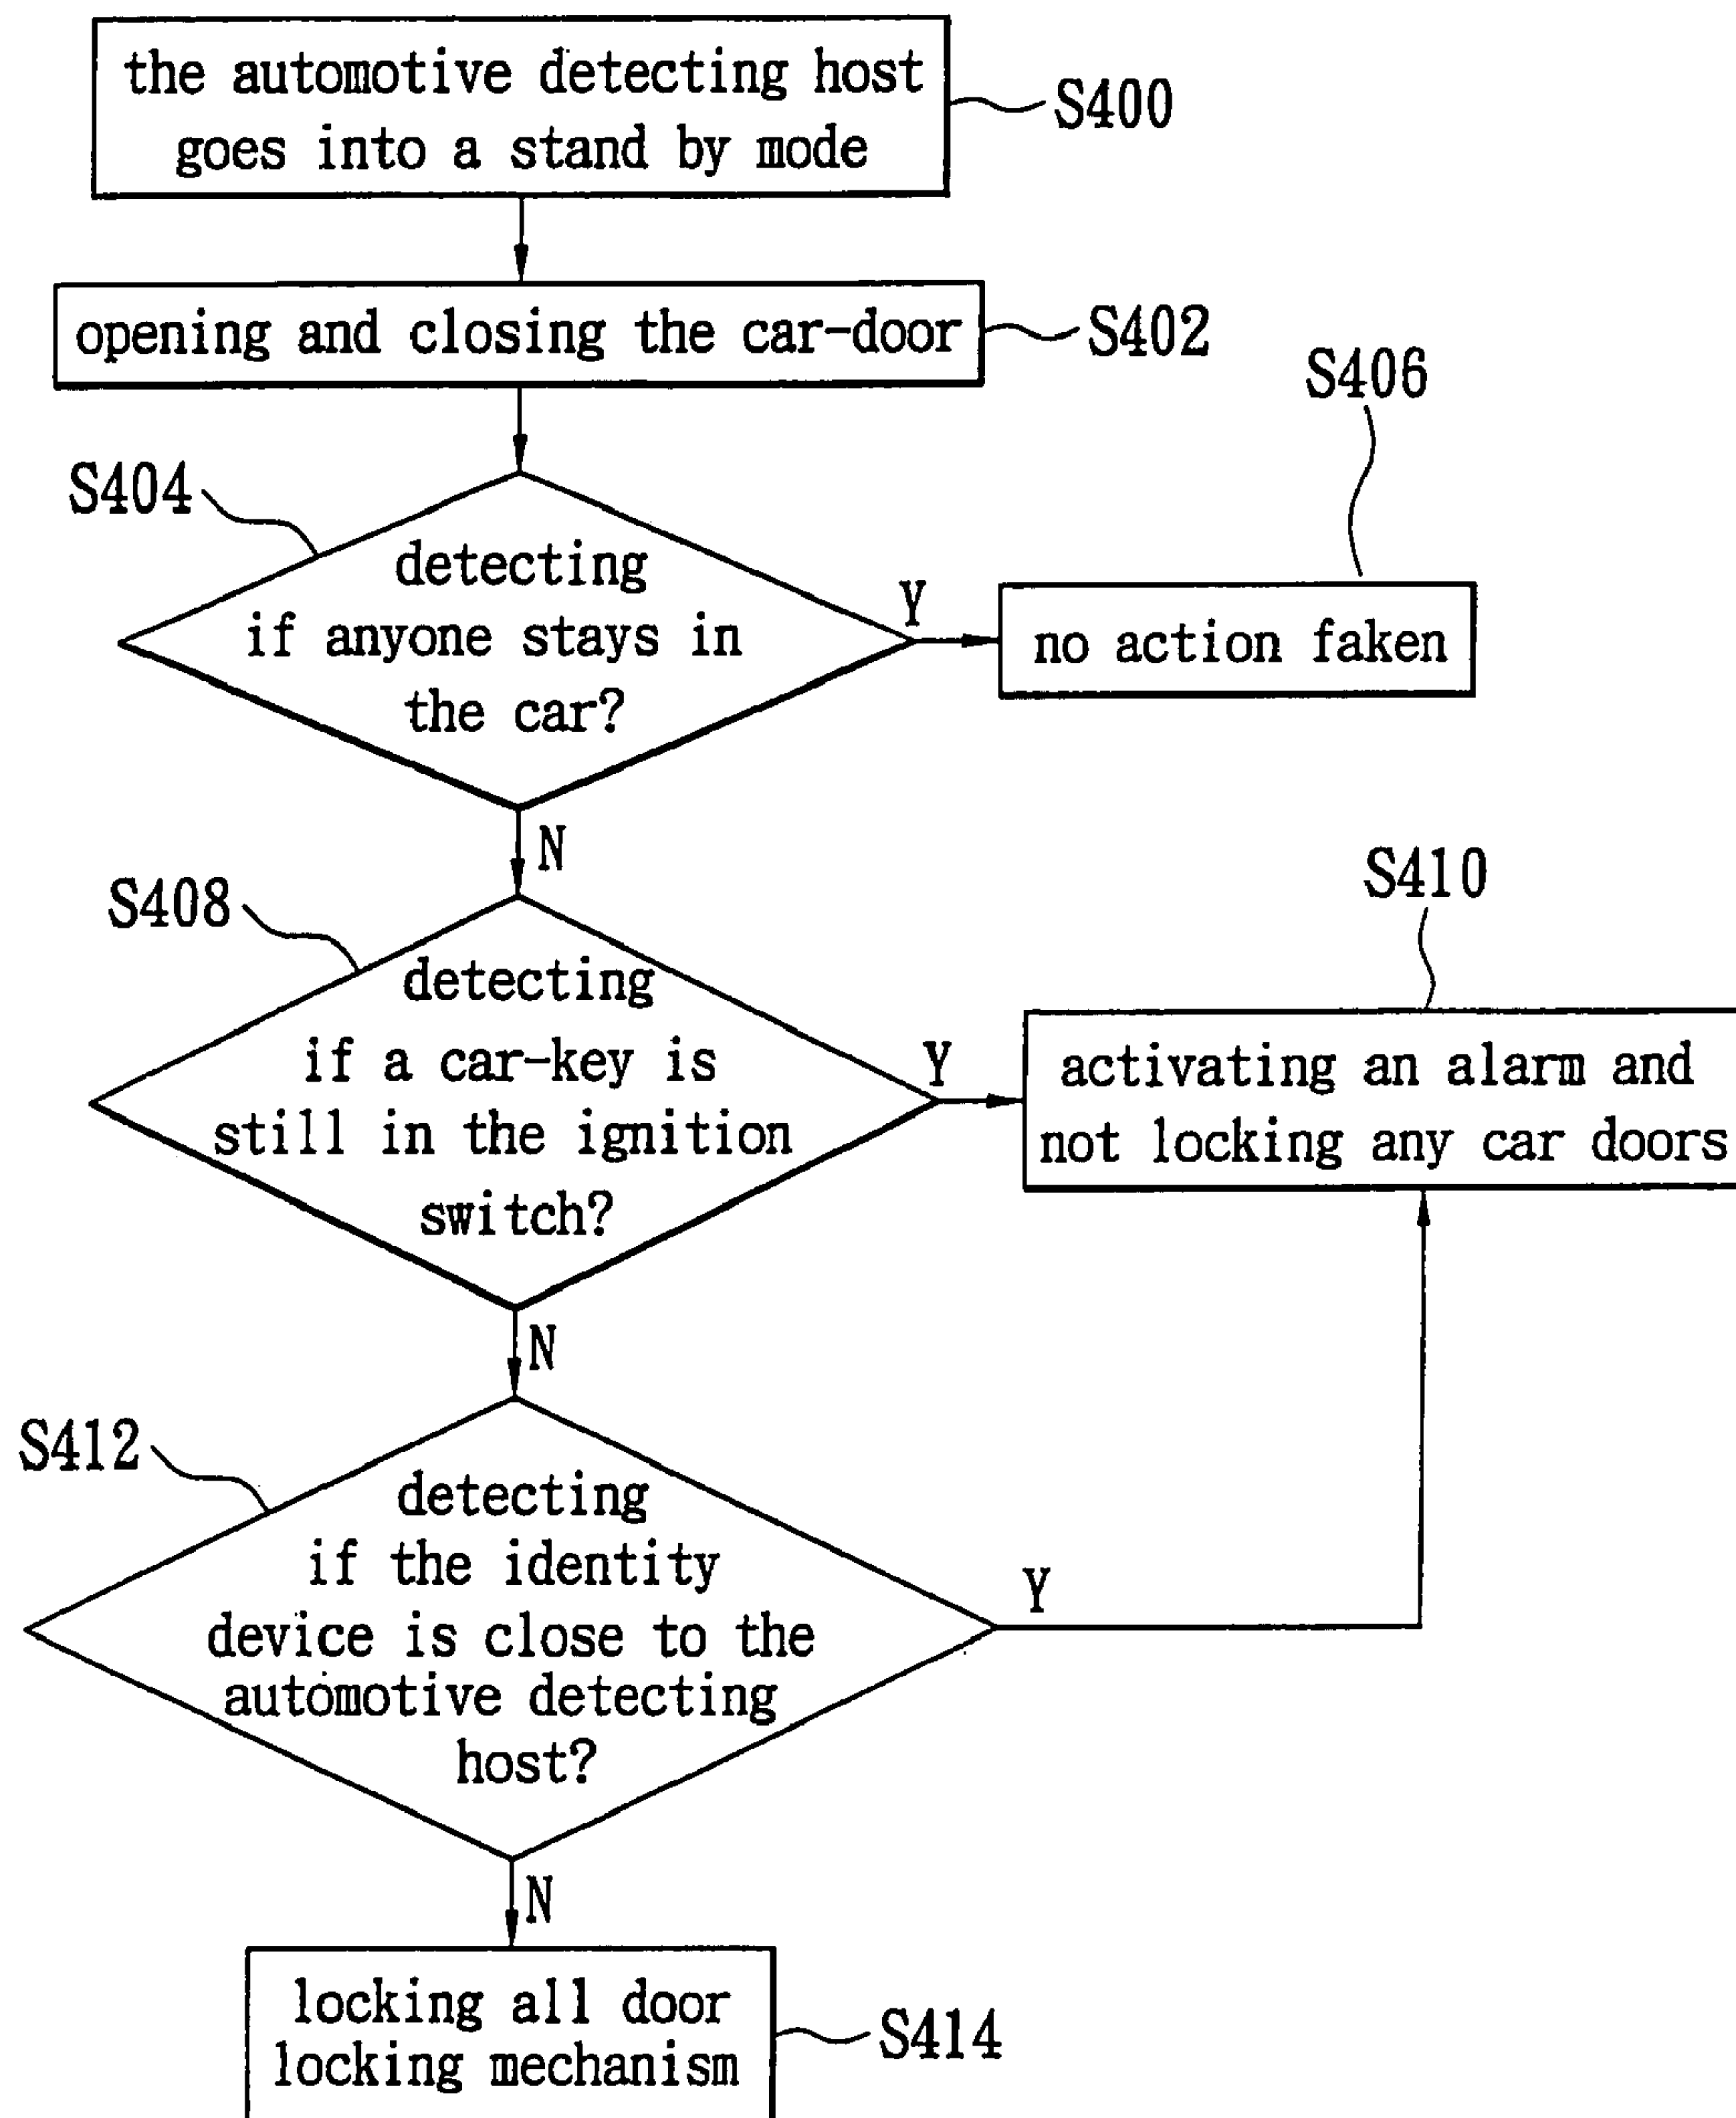 the automotive detecting host
goes into a stand by mode
S400
opening and closing the car-door
S402
S406
S404
detecting
if anyone stays in
the car?
Y
no action faken
N
S408
S410
detecting
if a car-key is
still in the ignition
switch?
Y
activating an alarm and
not locking any car doors
N
S412
detecting
if the identity
device is close to the
automotive detecting
host?
Y
N
locking all door
locking mechanism
S414